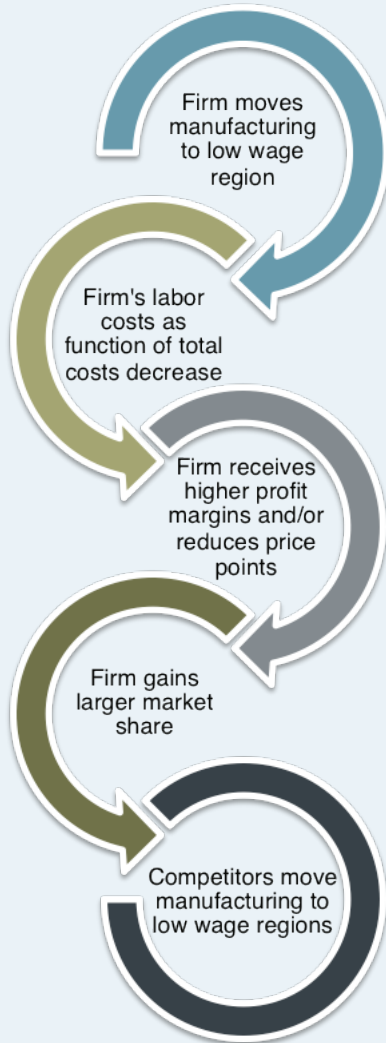 Firm moves
manufacturing
to low wage
region
Firm's labor
costs as
function of total
costs decrease
Firm receives
higher profit
margins and/or
reduces price
points
Firm gains
larger market
share
Competitors move
manufacturing to
low wage regions